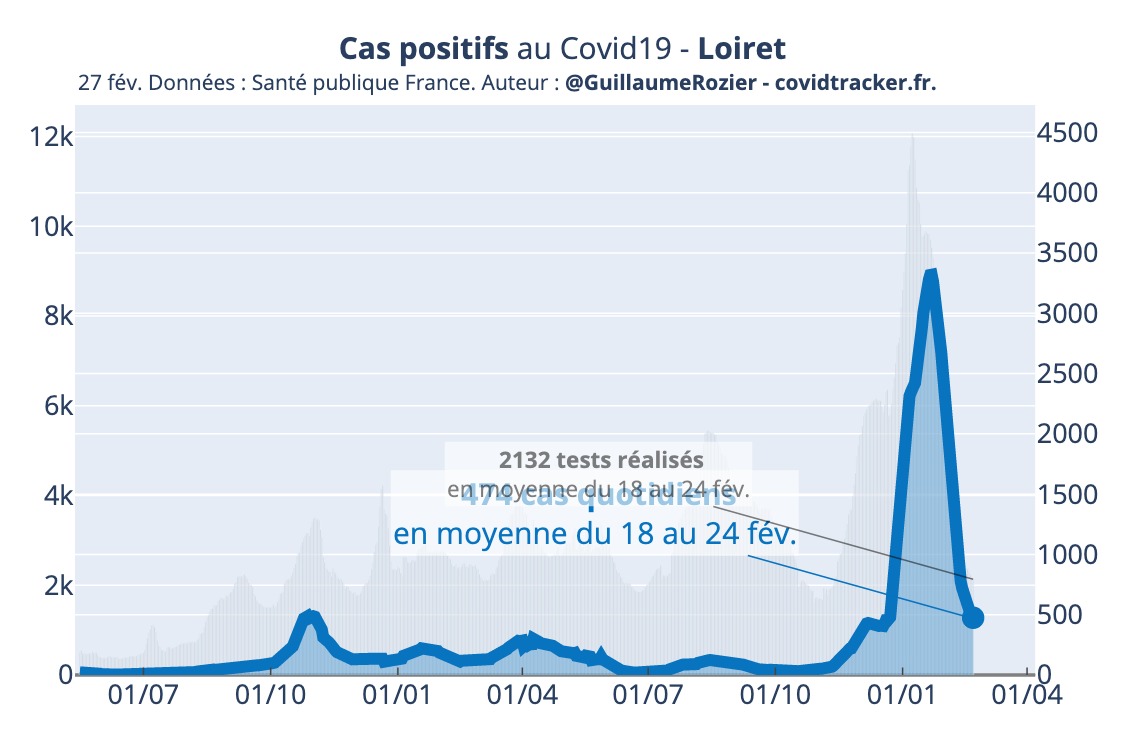 Cas positifs au Covid19 - Loiret
27 fév. Données : Santé publique France. Auteur : @GuillaumeRozier - covidtracker.fr.
12k
10k
8k
6k
4k
2k
0
4500
4000
3500
3000
2500
2000
1500
1000
500
0
2132 tests réalisés
en moyenne du 18 au 24 fév.
474 cas quotidiens
en moyenne du 18 au 24 fév.
01/07 01/10 01/01 01/04 01/07 01/10 01/01 01/04